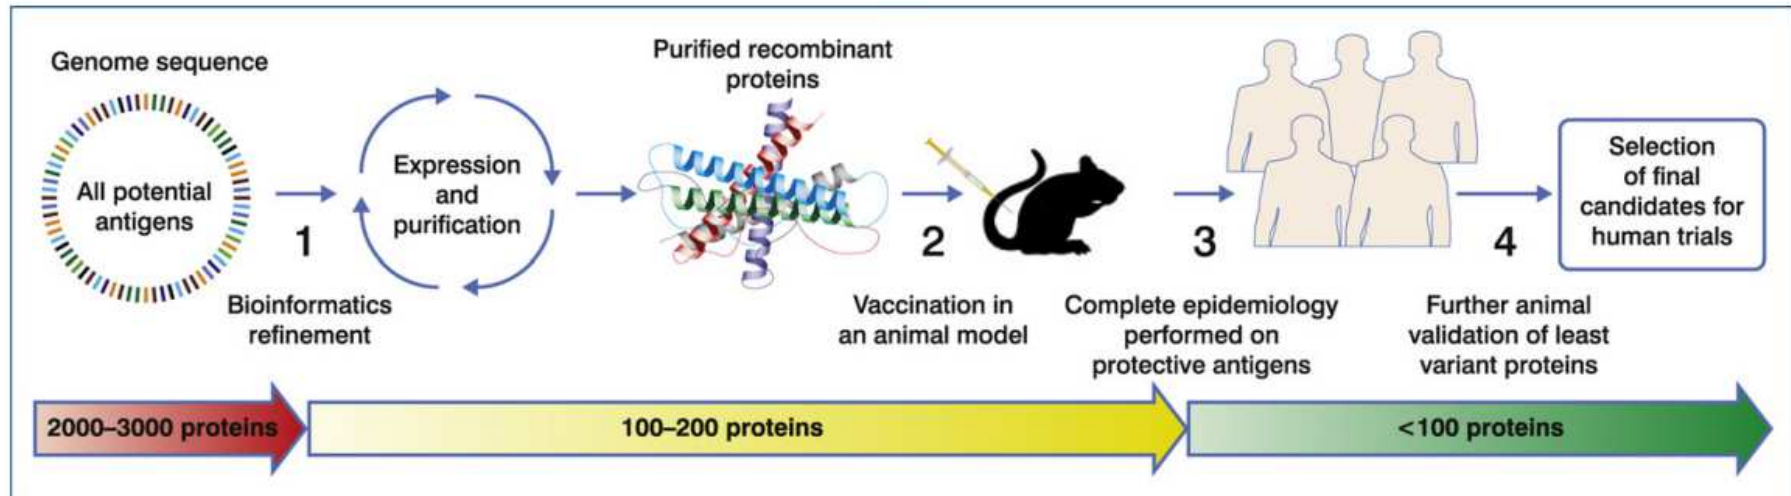 Genome sequence
All potential
antigens
1
Bioinformatics
refinement
Expression
and
purification
Purified recombinant
proteins
2
Vaccination in
an animal model
3
Complete epidemiology
performed on
protective antigens
4
Further animal
validation of least
variant proteins
Selection
of final
candidates for
human trials
2000–3000 proteins
100–200 proteins
<100 proteins